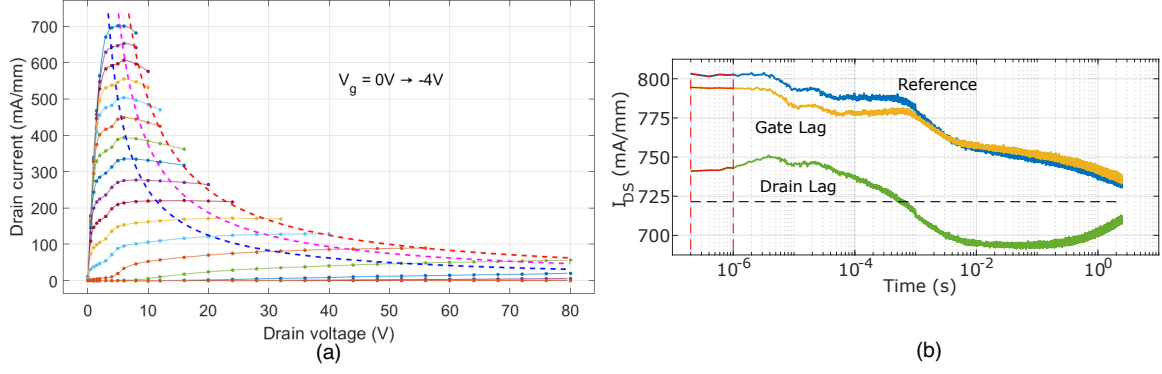 (a)
700
600
500
400
300
200
100
0
Drain current (mA/mm)
V_g = 0V → -4V
0 10 20 30 40 50 60 70 80
Drain voltage (V)
(a)
800
775
750
725
700
I_DS (mA/mm)
Reference
Gate Lag
Drain Lag
10^-6 10^-4 10^-2 10^0
Time (s)
(b)